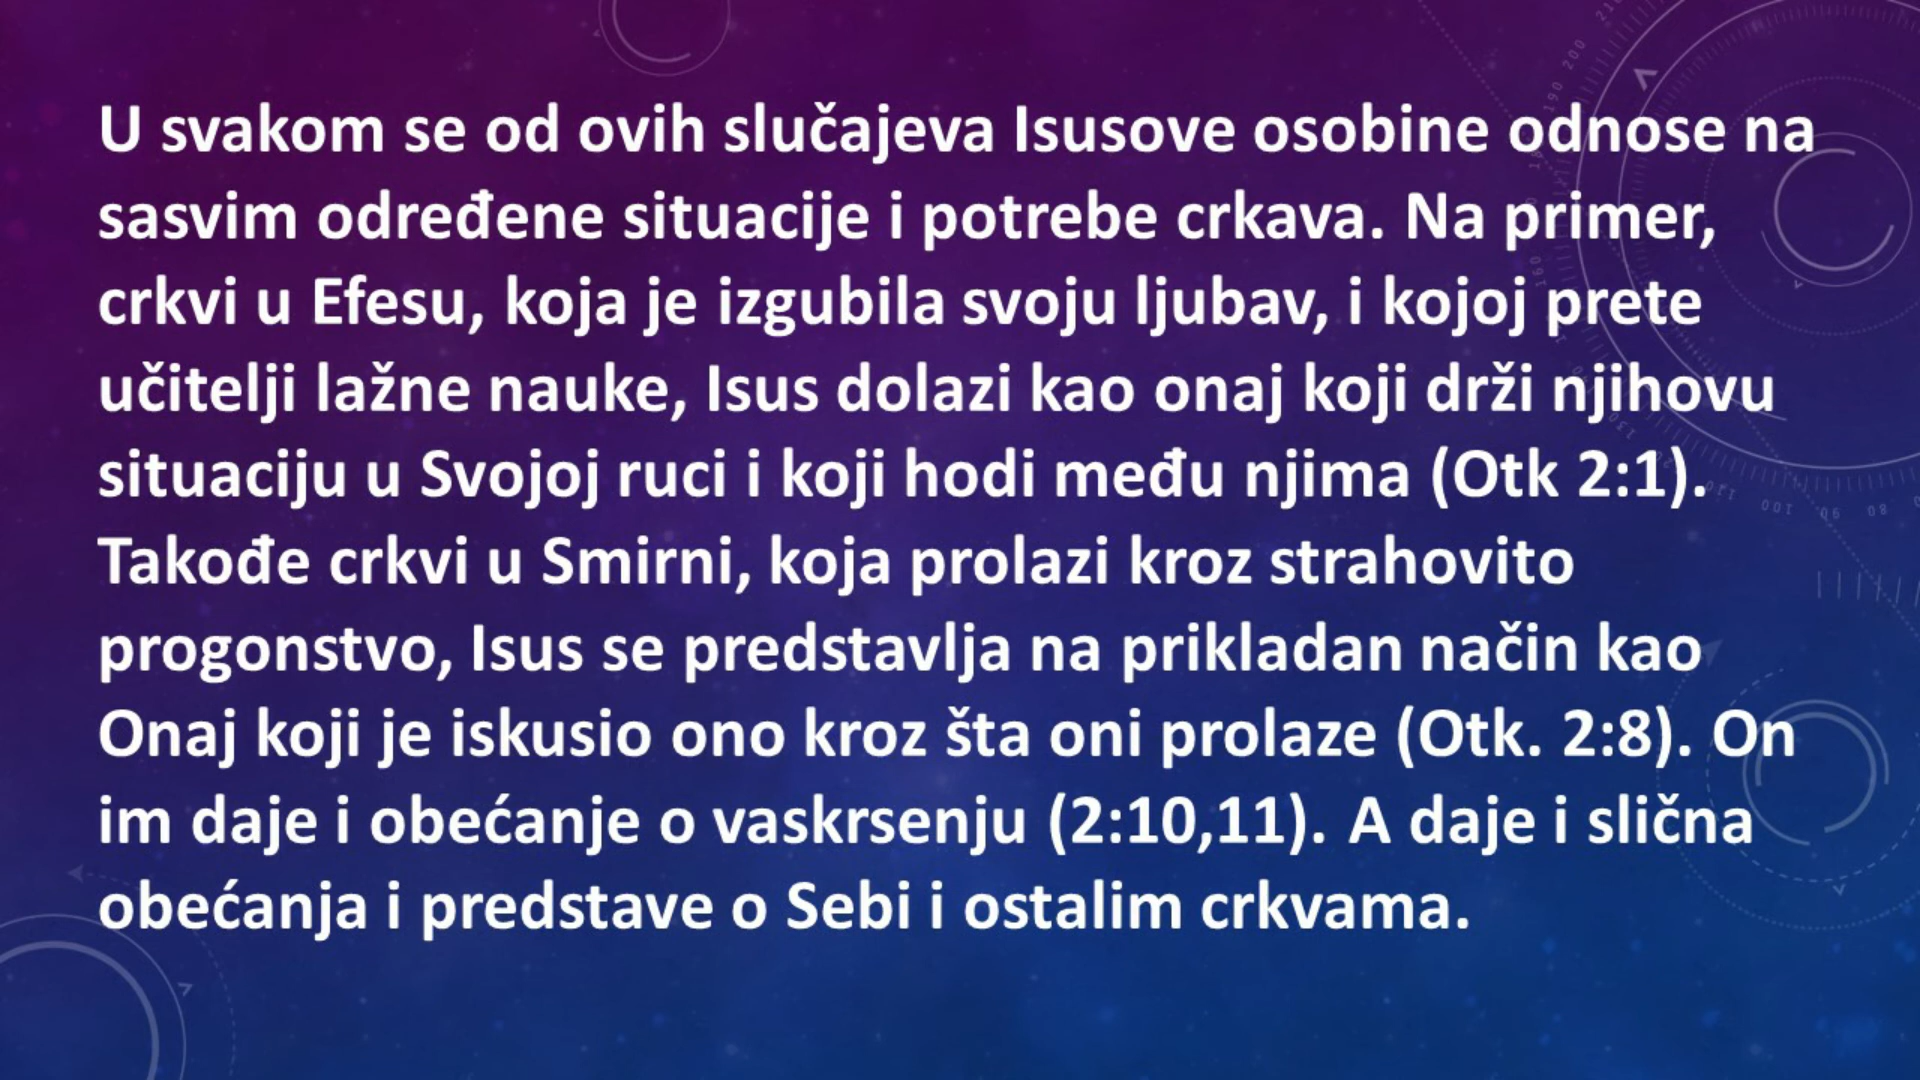 U svakom se od ovih slučajeva Isusove osobine odnose na
sasvim određene situacije i potrebe crkava. Na primer,
crkvi u Efesu, koja je izgubila svoju ljubav, i kojoj prete
učitelji lažne nauke, Isus dolazi kao onaj koji drži njihovu
situaciju u Svojoj ruci i koji hodi među njima (Otk 2:1).
Takođe crkvi u Smirni, koja prolazi kroz strahovito
progonstvo, Isus se predstavlja na prikladan način kao
Onaj koji je iskusio ono kroz šta oni prolaze (Otk. 2:8). On
im daje i obećanje o vaskrsenju (2:10,11). A daje i slična
obećanja i predstave o Sebi i ostalim crkvama.